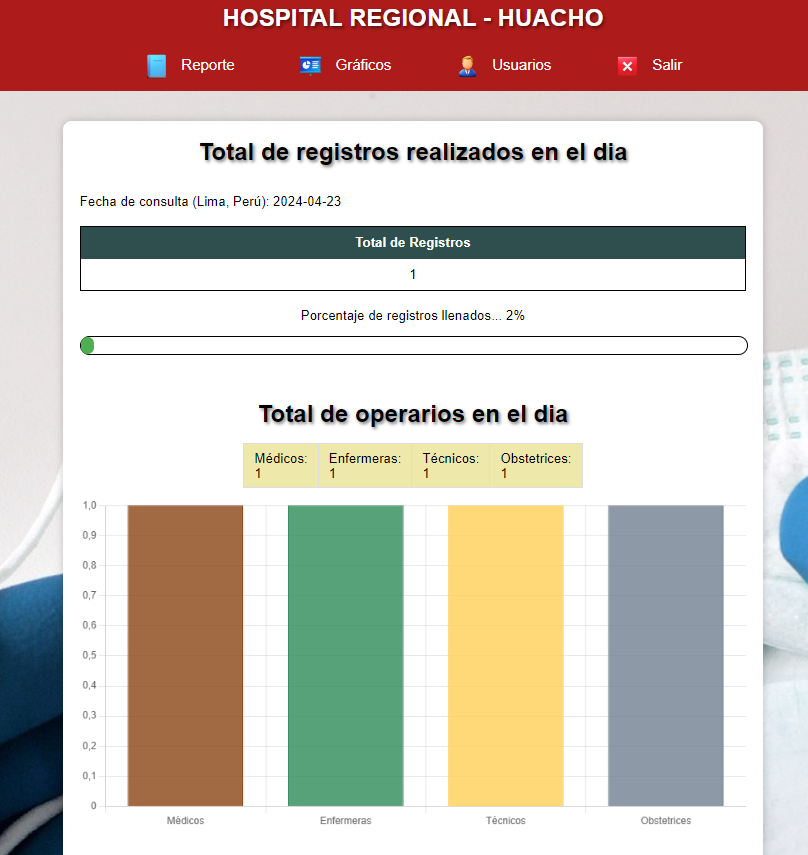 HOSPITAL REGIONAL - HUACHO
Reporte Gráficos Usuarios Salir
Total de registros realizados en el dia
Fecha de consulta (Lima, Perú): 2024-04-23
Total de Registros
1
Porcentaje de registros llenados... 2%
Total de operarios en el dia
Médicos: Enfermeras: Técnicos: Obstetrices:
1 1 1 1
1,0
0,9
0,8
0,7
0,6
0,5
0,4
0,3
0,2
0,1
0
Médicos Enfermeras Técnicos Obstetrices